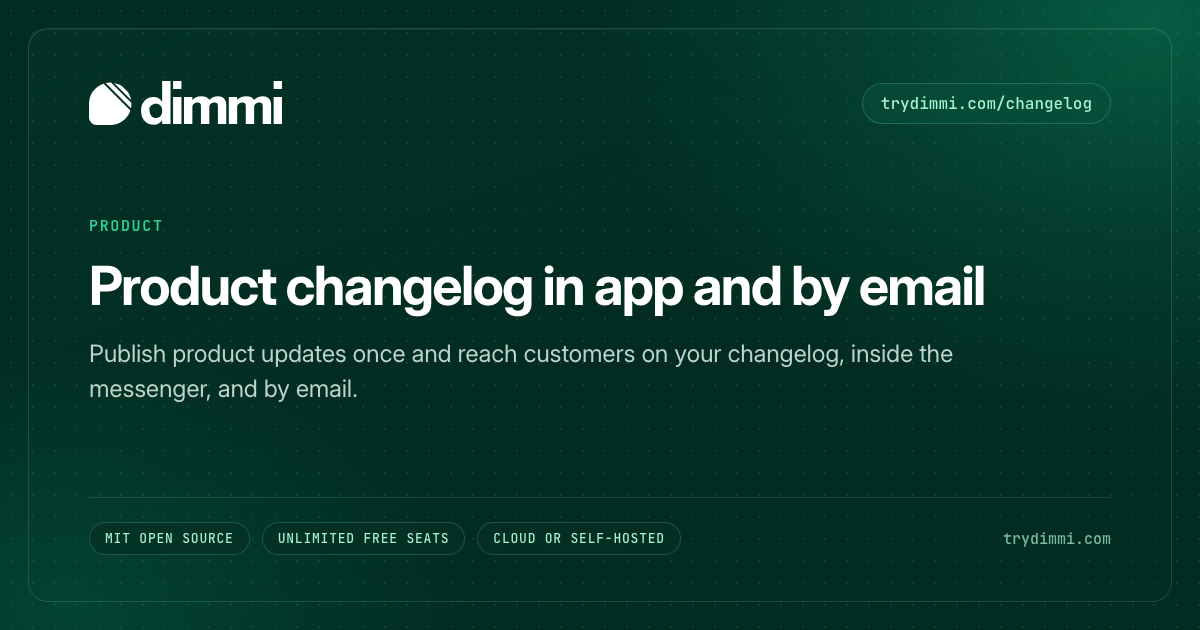 dimmi
trydimmi.com/changelog
PRODUCT
Product changelog in app and by email
Publish product updates once and reach customers on your changelog, inside the
messenger, and by email.
MIT OPEN SOURCE
UNLIMITED FREE SEATS
CLOUD OR SELF-HOSTED
trydimmi.com